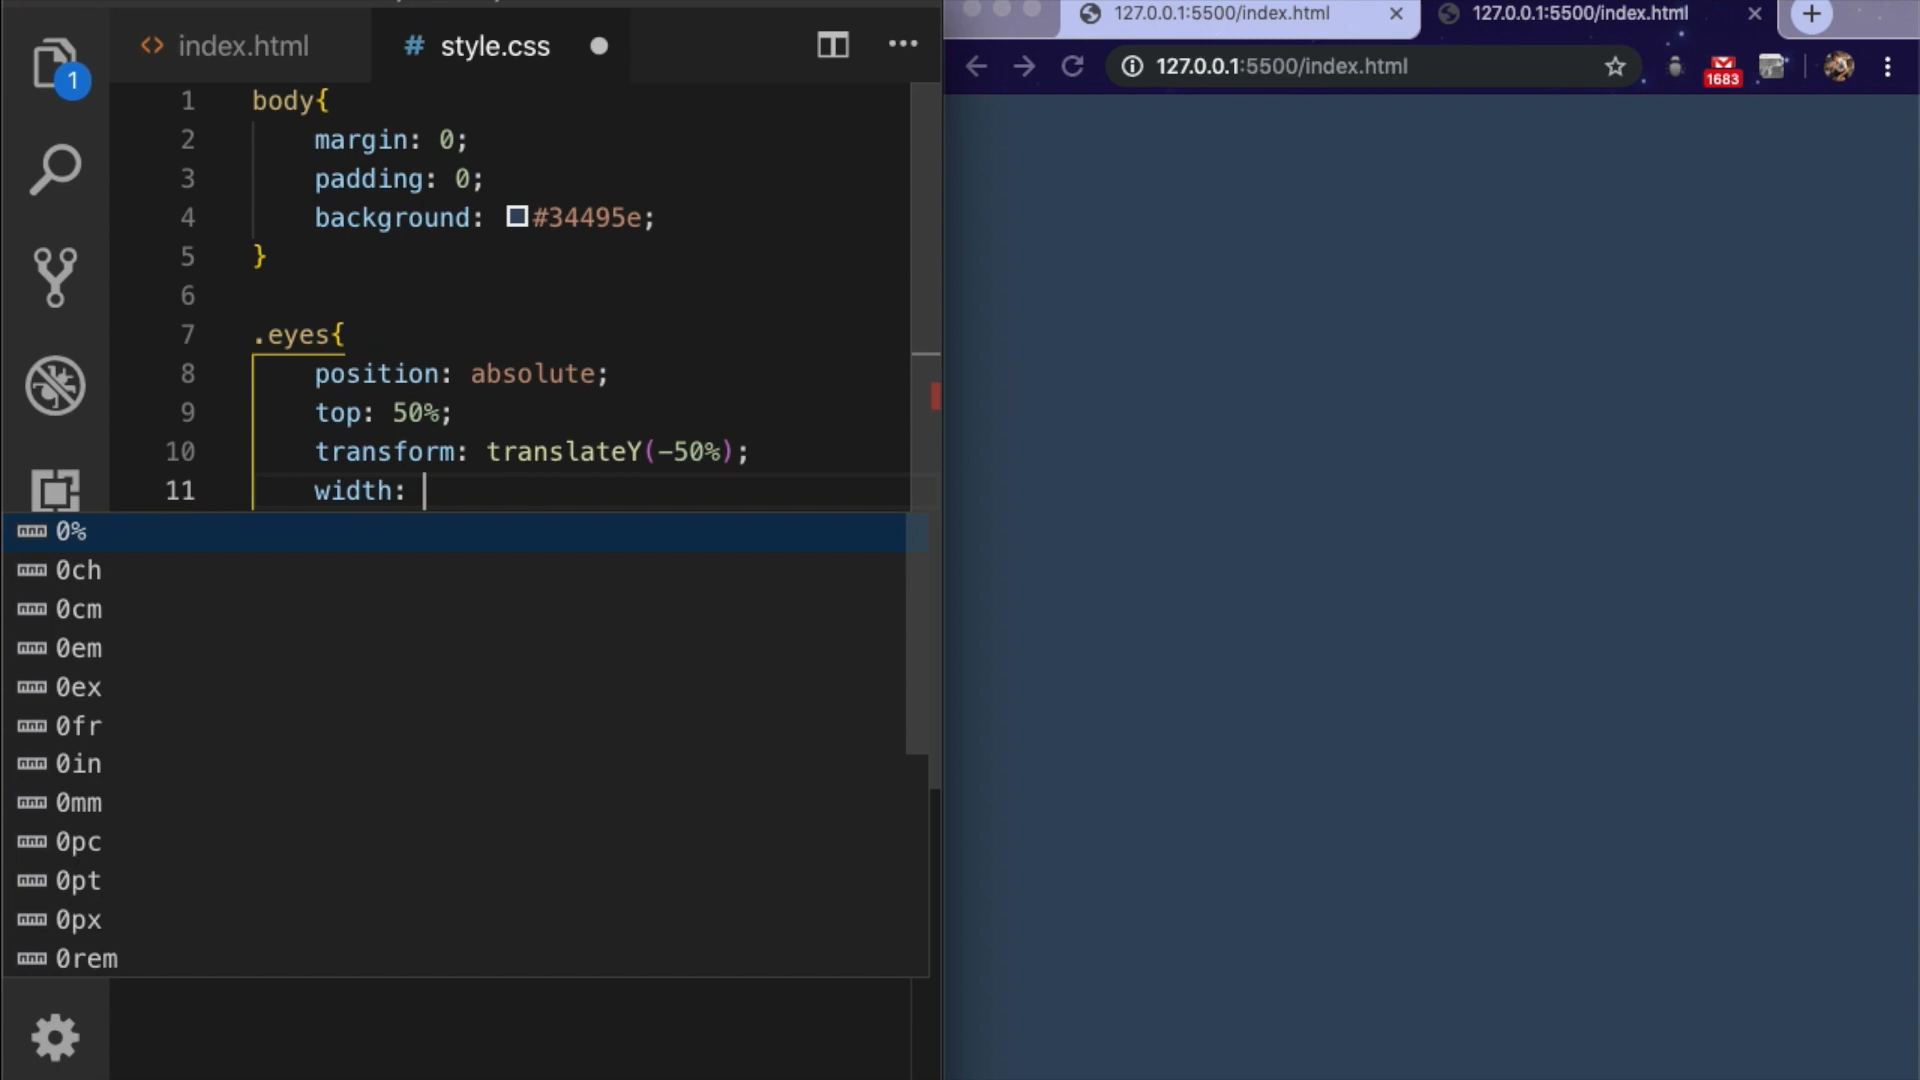 index.html
# style.css
1
1 body{
2 margin: 0;
3 padding: 0;
4 background: #34495e;
5 }
6
7 .eyes{
8 position: absolute;
9 top: 50%;
10 transform: translateY(-50%);
11 width:
0%
0ch
0cm
0em
0ex
0fr
0in
0mm
0pc
0pt
0px
0rem
127.0.0.1:5500/index.html
127.0.0.1:5500/index.html
127.0.0.1:5500/index.html
1683